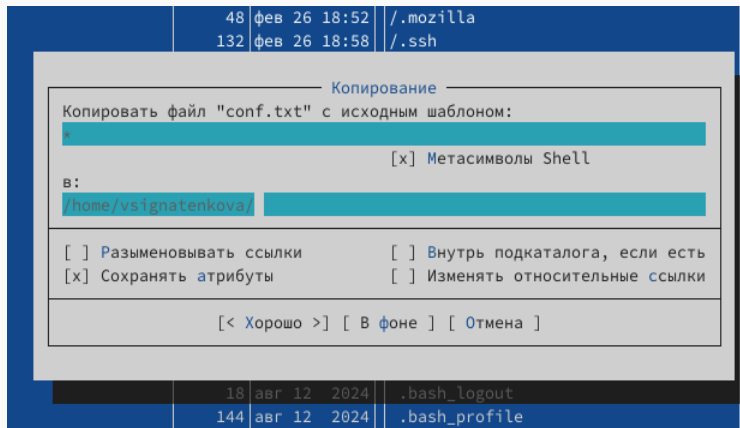 48 фев 26 18:52 /.mozilla
132 фев 26 18:58 /.ssh
Копирование
Копировать файл "conf.txt" с исходным шаблоном:
*
[x] Метасимволы Shell
в:
/home/vsignatenkova/
[ ] Разыменовывать ссылки [ ] Внутрь подкаталога, если есть
[x] Сохранять атрибуты [ ] Изменять относительные ссылки
[< Хорошо >] [ В фоне ] [ Отмена ]
18 авг 12 2024 .bash_logout
144 авг 12 2024 .bash_profile